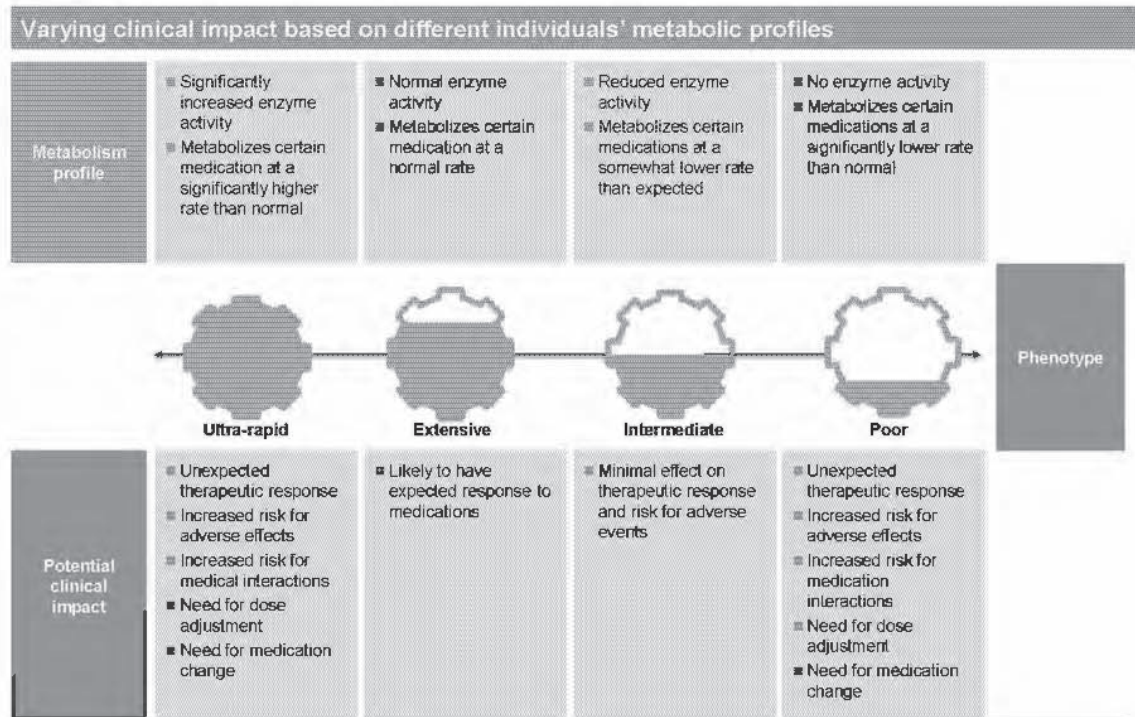 Varying clinical impact based on different individuals' metabolic profiles
Metabolism
profile
Significantly
increased enzyme
activity
Metabolizes certain
medication at a
significantly higher
rate than normal
Normal enzyme
activity
Metabolizes certain
medication at a
normal rate
Reduced enzyme
activity
Metabolizes certain
medications at a
somewhat lower rate
than expected
No enzyme activity
Metabolizes certain
medications at a
significantly lower rate
than normal
Phenotype
Ultra-rapid
Extensive
Intermediate
Poor
Potential
clinical
impact
Unexpected
therapeutic response
Increased risk for
adverse effects
Increased risk for
medical interactions
Need for dose
adjustment
Need for medication
change
Likely to have
expected response to
medications
Minimal effect on
therapeutic response
and risk for adverse
events
Unexpected
therapeutic response
Increased risk for
adverse effects
Increased risk for
medication
interactions
Need for dose
adjustment
Need for medication
change